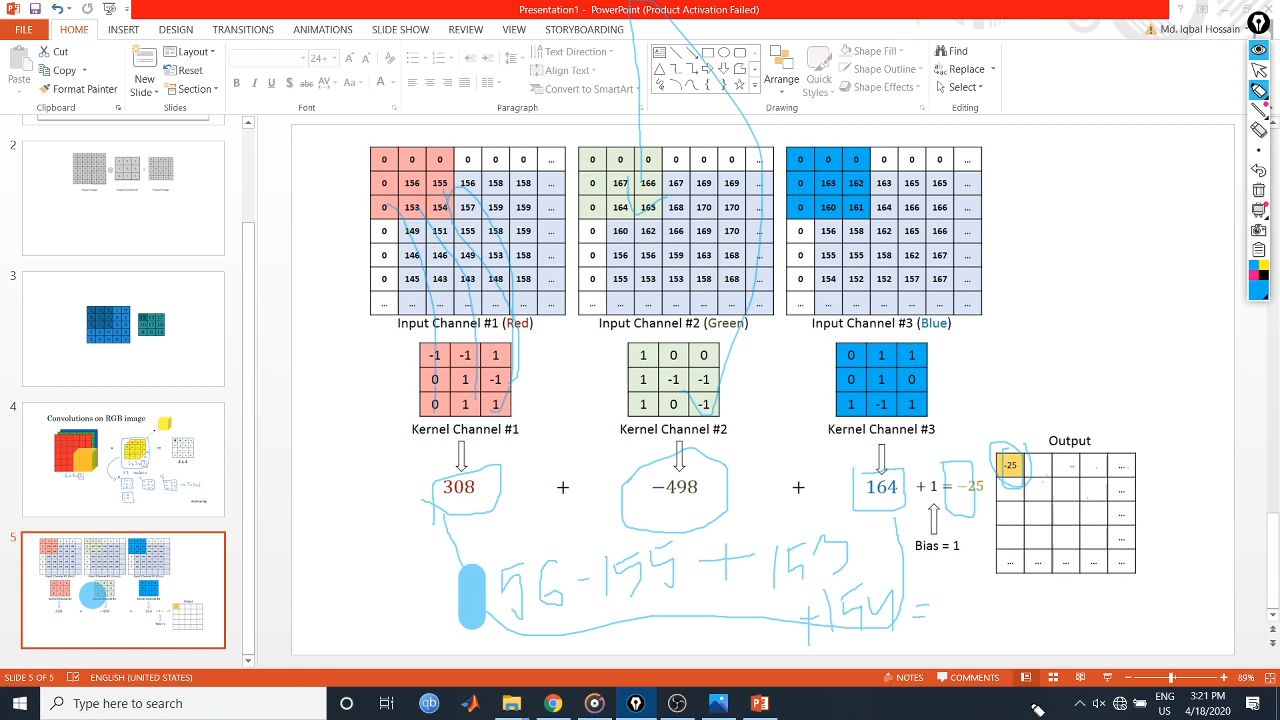 Presentation1 - PowerPoint (Product Activation Failed)
FILE HOME INSERT DESIGN TRANSITIONS ANIMATIONS SLIDE SHOW REVIEW VIEW STORYBOARDING Md. Iqbal Hossain
Paste Cut Copy Format Painter
Clipboard
New Slide Layout Reset Section
Slides
24+
B I U S abc AV Aa A
Font
Text Direction Align Text Convert to SmartArt
Paragraph
Arrange Quick Styles Shape Fill Shape Outline Shape Effects
Drawing
Find Replace Select
Editing
2
3
4
Convolutions on RGB image
5
0 0 0 0 0 0 ...
0 156 155 156 158 158 ...
0 153 154 157 159 159 ...
0 149 151 155 158 159 ...
0 146 146 149 153 158 ...
0 145 143 143 148 158 ...
... ... ... ... ... ... ...
Input Channel #1 (Red)
0 0 0 0 0 0 ...
0 167 166 167 169 169 ...
0 164 165 168 170 170 ...
0 160 162 166 169 170 ...
0 156 156 159 163 168 ...
0 155 153 153 158 168 ...
... ... ... ... ... ... ...
Input Channel #2 (Green)
0 0 0 0 0 0 ...
0 163 162 163 165 165 ...
0 160 161 164 166 166 ...
0 156 158 162 165 166 ...
0 155 155 158 162 167 ...
0 154 152 152 157 167 ...
... ... ... ... ... ... ...
Input Channel #3 (Blue)
-1 -1 1
0 1 -1
0 1 1
Kernel Channel #1
1 0 0
1 -1 -1
1 0 -1
Kernel Channel #2
0 1 1
0 1 0
1 -1 1
Kernel Channel #3
308 + −498 + 164 + 1 = −25
Bias = 1
Output
-25 ...
...
...
...
... ... ... ... ...
56-155+153
+154=
SLIDE 5 OF 5 ENGLISH (UNITED STATES) NOTES COMMENTS 89%
Type here to search
ENG
US
3:21 PM
4/18/2020